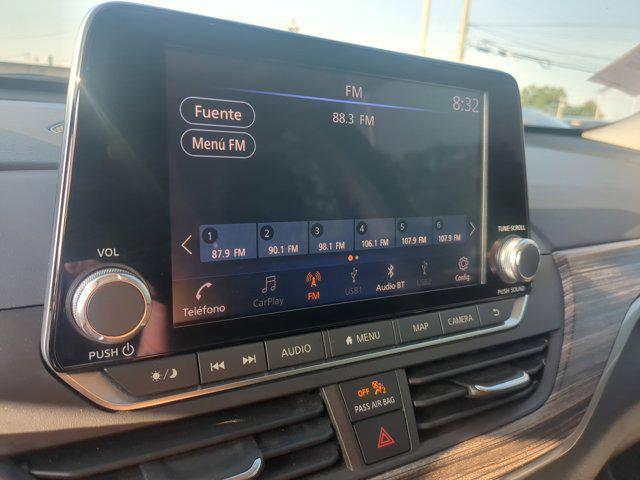 FM
8:32
Fuente
88.3 FM
Menú FM
1 2 3 4 5 6
87.9 FM 90.1 FM 98.1 FM 106.1 FM 107.9 FM 107.9 FM
Teléfono CarPlay FM USB1 Audio BT USB2 Config.
VOL
PUSH
TUNE·SCROLL
PUSH SOUND
AUDIO MENU MAP CAMERA
OFF 2
PASS AIR BAG